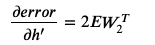 ∂error/∂h′ = 2EW₂ᵀ